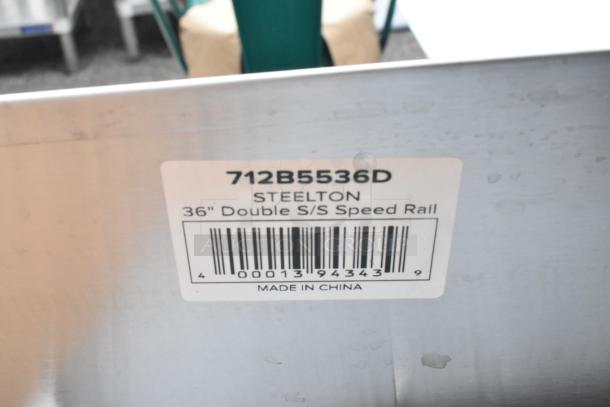 712B5536D
STEELTON
36" Double S/S Speed Rail
4 00013 94343 9
MADE IN CHINA